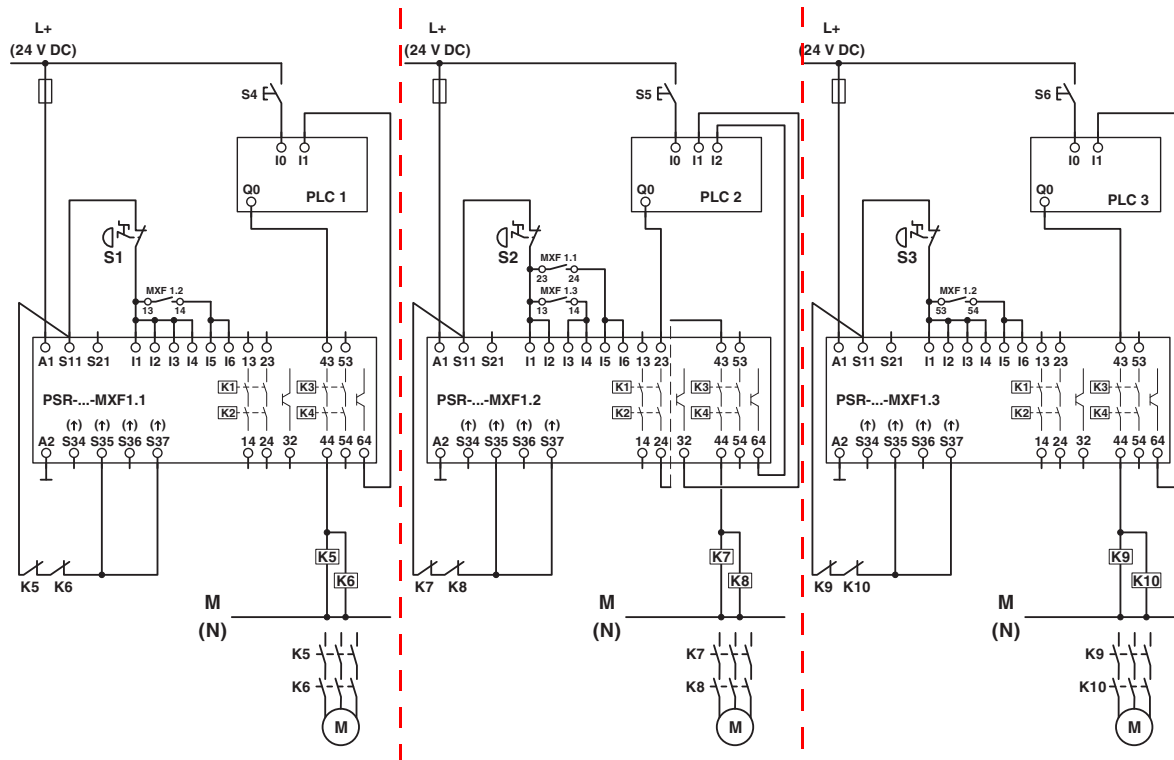 L+
(24 V DC)
S4
I0 I1
Q0
PLC 1
S1
MXF 1.2
13 14
A1 S11 S21 I1 I2 I3 I4 I5 I6 13 23 43 53
K1 K3
K2 K4
PSR-...-MXF1.1
(↑) (↑) (↑) (↑)
A2 S34 S35 S36 S37 14 24 32 44 54 64
K5 K6
K5
K6
M
(N)
K5
K6
M
L+
(24 V DC)
S5
I0 I1 I2
Q0
PLC 2
S2
MXF 1.1
23 24
MXF 1.3
13 14
A1 S11 S21 I1 I2 I3 I4 I5 I6 13 23 43 53
K1 K3
K2 K4
PSR-...-MXF1.2
(↑) (↑) (↑) (↑)
A2 S34 S35 S36 S37 14 24 32 44 54 64
K7 K8
K7
K8
M
(N)
K7
K8
M
L+
(24 V DC)
S6
I0 I1
Q0
PLC 3
S3
MXF 1.2
53 54
A1 S11 S21 I1 I2 I3 I4 I5 I6 13 23 43 53
K1 K3
K2 K4
PSR-...-MXF1.3
(↑) (↑) (↑) (↑)
A2 S34 S35 S36 S37 14 24 32 44 54 64
K9 K10
K9
K10
M
(N)
K9
K10
M